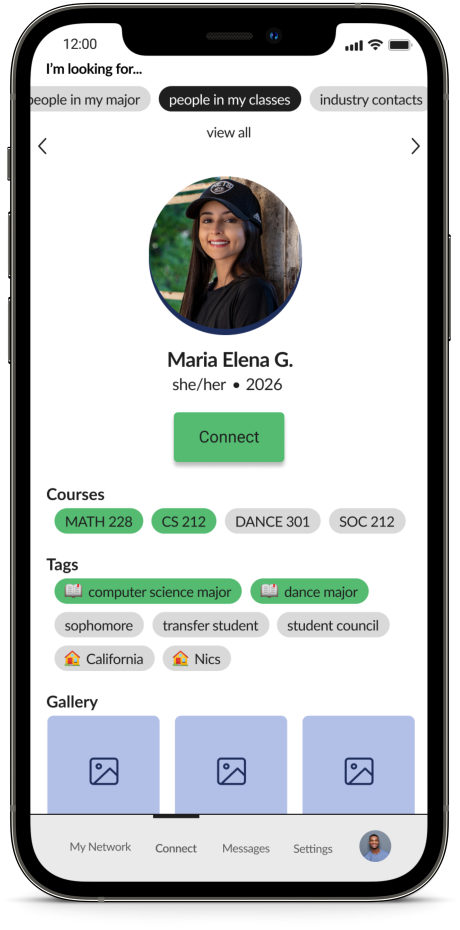 12:00
I'm looking for...
people in my major people in my classes industry contacts
view all
NETS
Maria Elena G.
she/her • 2026
Connect
Courses
MATH 228 CS 212 DANCE 301 SOC 212
Tags
computer science major dance major
sophomore transfer student student council
California Nics
Gallery
My Network Connect Messages Settings